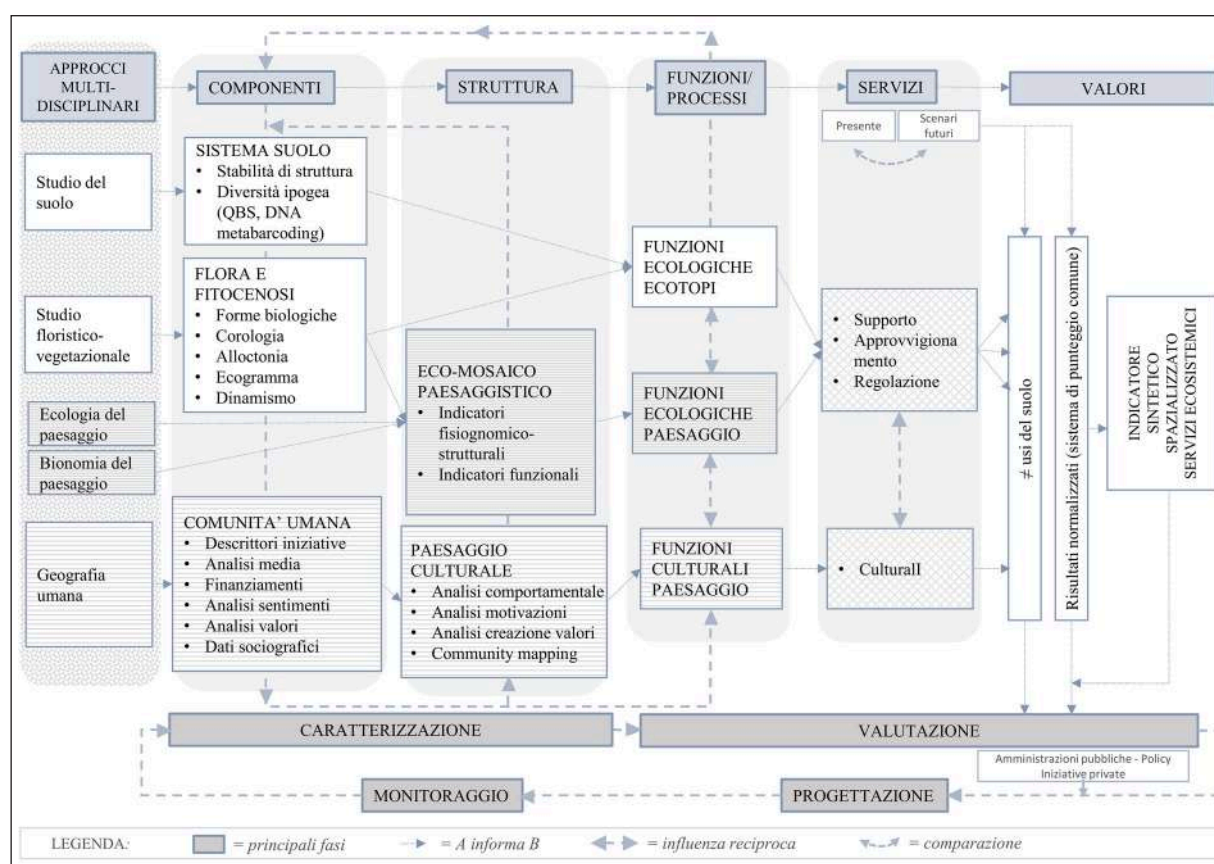 APPROCCI
MULTI-
DISCIPLINARI
COMPONENTI
STRUTTURA
FUNZIONI/
PROCESSI
SERVIZI
VALORI
Presente
Scenari
futuri
Studio del
suolo
SISTEMA SUOLO
• Stabilità di struttura
• Diversità ipogea
(QBS, DNA
metabarcoding)
Studio
floristico-
vegetazionale
FLORA E
FITOCENOSI
• Forme biologiche
• Corologia
• Alloctonia
• Ecogramma
• Dinamismo
Ecologia del
paesaggio
Bionomia del
paesaggio
Geografia
umana
COMUNITA’ UMANA
• Descrittori iniziative
• Analisi media
• Finanziamenti
• Analisi sentimenti
• Analisi valori
• Dati sociografici
ECO-MOSAICO
PAESAGGISTICO
• Indicatori
fisiognomico-
strutturali
• Indicatori funzionali
PAESAGGIO
CULTURALE
• Analisi comportamentale
• Analisi motivazioni
• Analisi creazione valori
• Community mapping
FUNZIONI
ECOLOGICHE
ECOTOPI
FUNZIONI
ECOLOGICHE
PAESAGGIO
FUNZIONI
CULTURALI
PAESAGGIO
• Supporto
• Approvvigiona
mento
• Regolazione
• Culturall
≠ usi del suolo
Risultati normalizzati (sistema di punteggio comune)
INDICATORE
SINTETICO
SPAZIALIZZATO
SERVIZI ECOSISTEMICI
CARATTERIZZAZIONE
VALUTAZIONE
Amministrazioni pubbliche - Policy
Iniziative private
MONITORAGGIO
PROGETTAZIONE
LEGENDA:
= principali fasi
= A informa B
= influenza reciproca
= comparazione